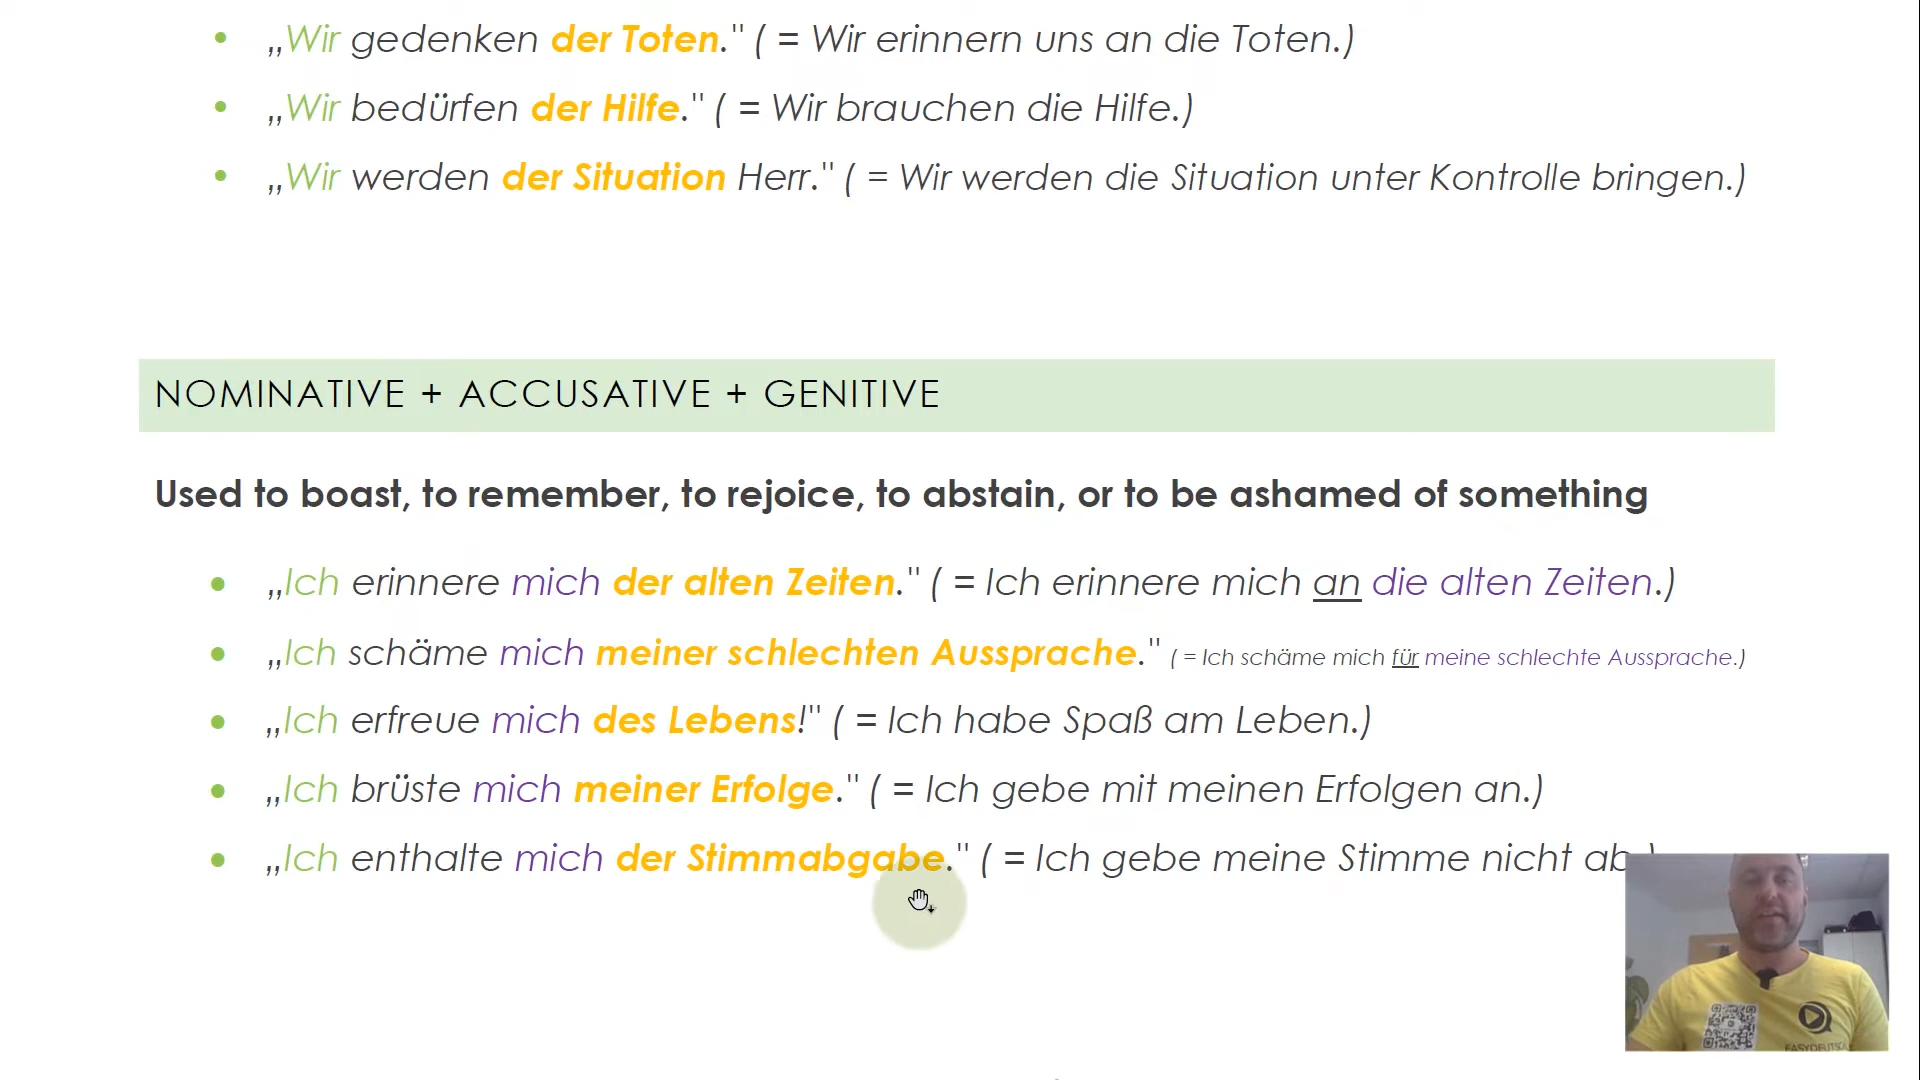 „Wir gedenken der Toten." ( = Wir erinnern uns an die Toten.)
„Wir bedürfen der Hilfe." ( = Wir brauchen die Hilfe.)
„Wir werden der Situation Herr." ( = Wir werden die Situation unter Kontrolle bringen.)
NOMINATIVE + ACCUSATIVE + GENITIVE
Used to boast, to remember, to rejoice, to abstain, or to be ashamed of something
„Ich erinnere mich der alten Zeiten." ( = Ich erinnere mich an die alten Zeiten.)
„Ich schäme mich meiner schlechten Aussprache." ( = Ich schäme mich für meine schlechte Aussprache.)
„Ich erfreue mich des Lebens!" ( = Ich habe Spaß am Leben.)
„Ich brüste mich meiner Erfolge." ( = Ich gebe mit meinen Erfolgen an.)
„Ich enthalte mich der Stimmabgabe." ( = Ich gebe meine Stimme nicht ab.)